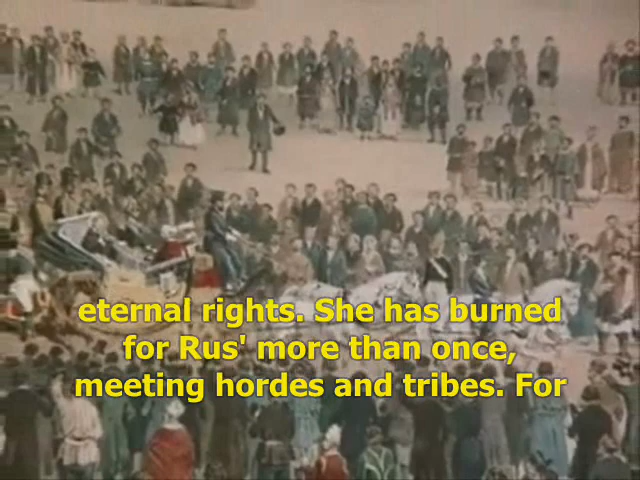 eternal rights. She has burned
for Rus' more than once,
meeting hordes and tribes. For